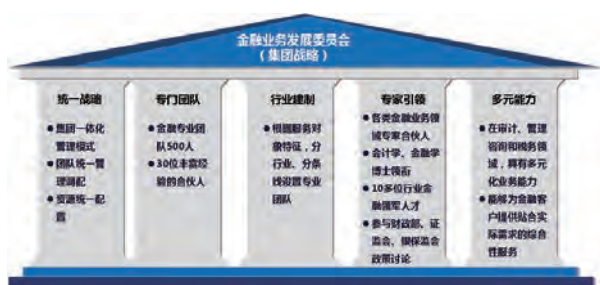 金融业务发展委员会
（集团战略）
统一战略
● 集团一体化
管理模式
● 团队统一管
理调配
● 资源统一配
置
专门团队
● 金融专业团
队500人
● 30位丰富经
验的合伙人
行业建制
● 根据服务对
象特征，分
行业、分条
线设置专业
团队
专家引领
● 各类金融业务领
域专家合伙人
● 会计学、金融学
博士领衔
● 10多位行业金
融领军人才
● 参与财政部、证
监会、银保监会
政策讨论
多元能力
● 在审计、管理
咨询和税务领
域，拥有多元
化业务能力
● 能够为金融客
户提供贴合实
际需求的综合
性服务